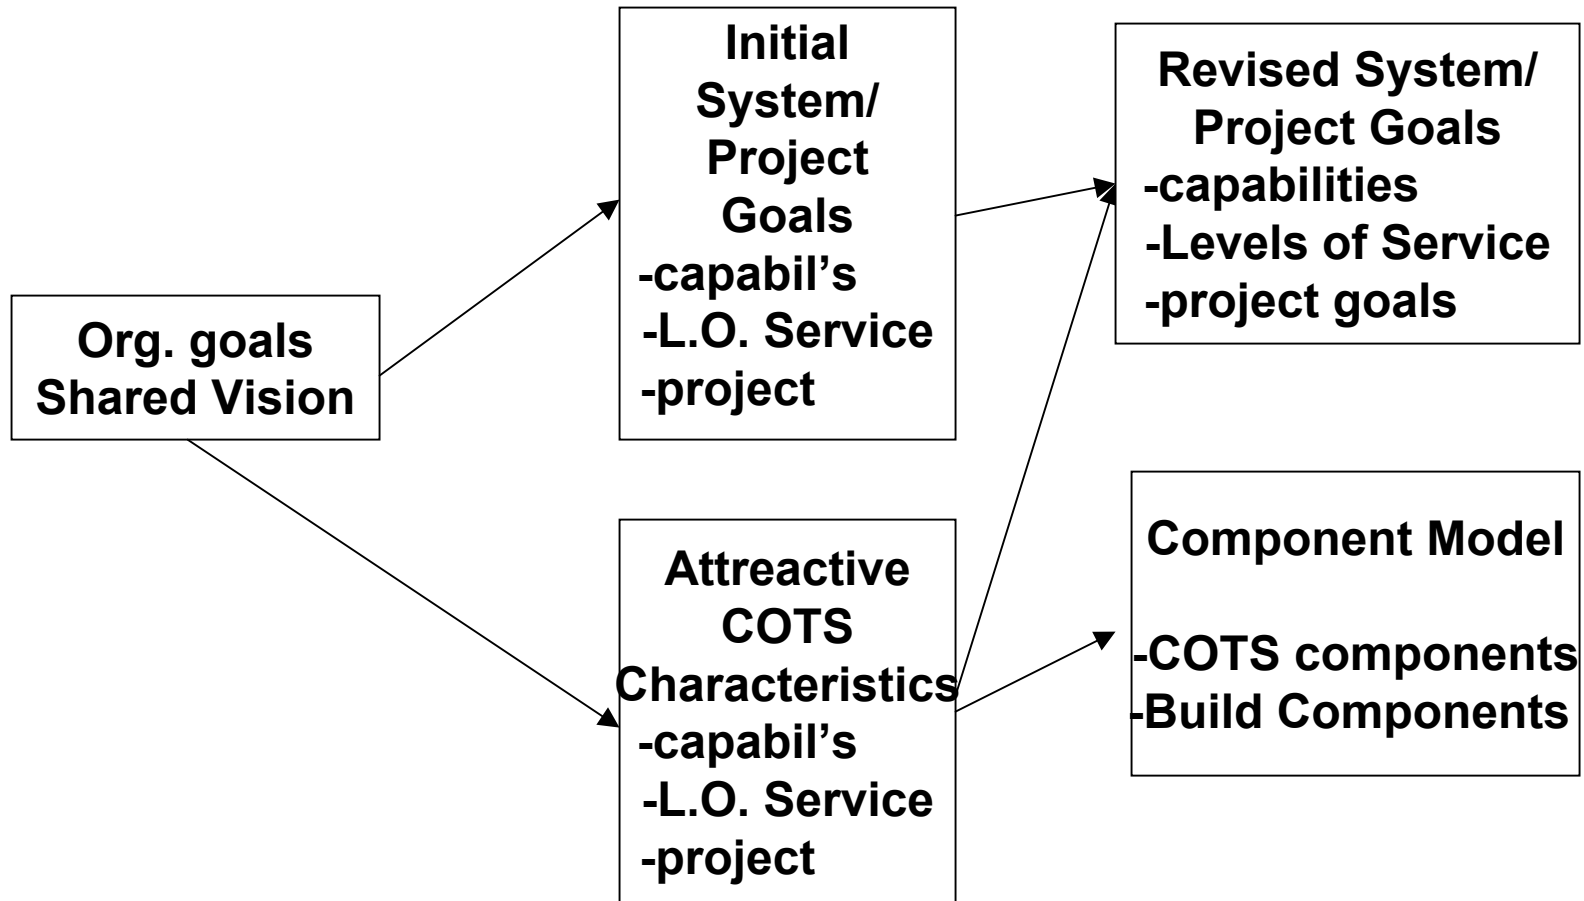 Org. goals
Shared Vision
Initial
System/
Project
Goals
-capabil’s
-L.O. Service
-project
Attreactive
COTS
Characteristics
-capabil’s
-L.O. Service
-project
Revised System/
Project Goals
-capabilities
-Levels of Service
-project goals
Component Model
-COTS components
-Build Components